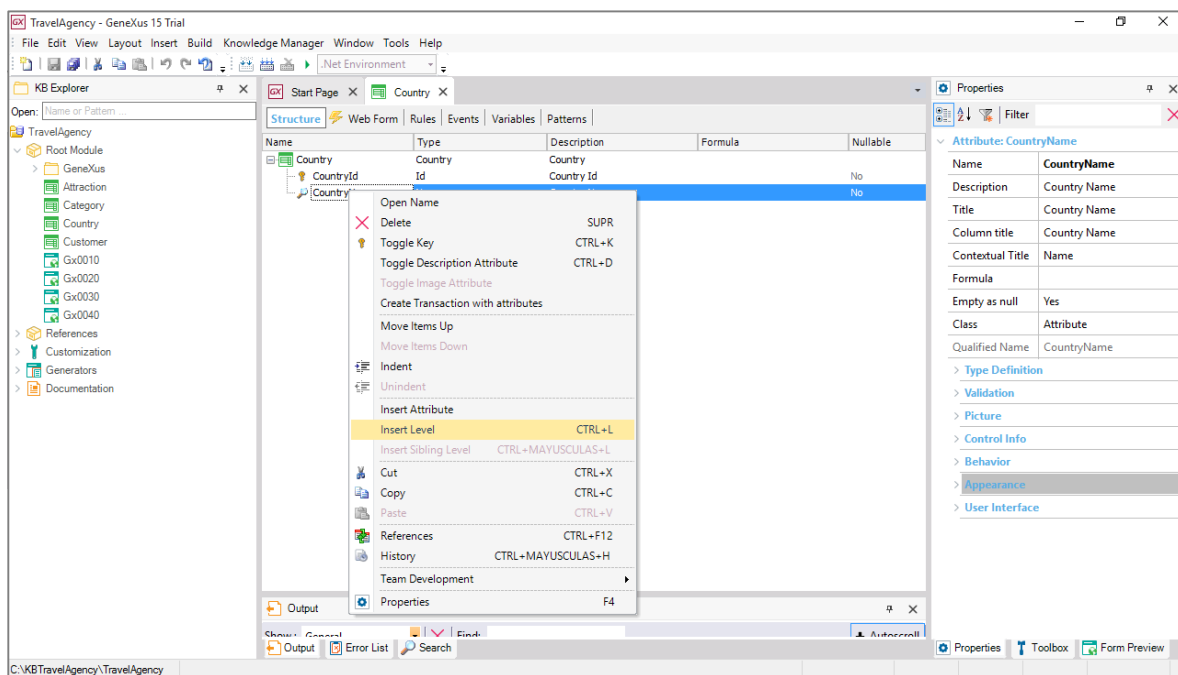 TravelAgency - GeneXus 15 Trial
File Edit View Layout Insert Build Knowledge Manager Window Tools Help
.Net Environment
KB Explorer
Open: Name or Pattern ...
TravelAgency
Root Module
GeneXus
Attraction
Category
Country
Customer
Gx0010
Gx0020
Gx0030
Gx0040
References
Customization
Generators
Documentation
Start Page Country
Structure Web Form Rules Events Variables Patterns
Name Type Description Formula Nullable
Country Country Country
CountryId Id Country Id No
No
Open Name
Delete SUPR
Toggle Key CTRL+K
Toggle Description Attribute CTRL+D
Toggle Image Attribute
Create Transaction with attributes
Move Items Up
Move Items Down
Indent
Unindent
Insert Attribute
Insert Level CTRL+L
Insert Sibling Level CTRL+MAYUSCULAS+L
Cut CTRL+X
Copy CTRL+C
Paste CTRL+V
References CTRL+F12
History CTRL+MAYUSCULAS+H
Team Development
Properties F4
Output
Show: General Find: Autoscroll
Output Error List Search
Properties
Filter
Attribute: CountryName
Name CountryName
Description Country Name
Title Country Name
Column title Country Name
Contextual Title Name
Formula
Empty as null Yes
Class Attribute
Qualified Name CountryName
Type Definition
Validation
Picture
Control Info
Behavior
Appearance
User Interface
Properties Toolbox Form Preview
C:\KBTravelAgency\TravelAgency